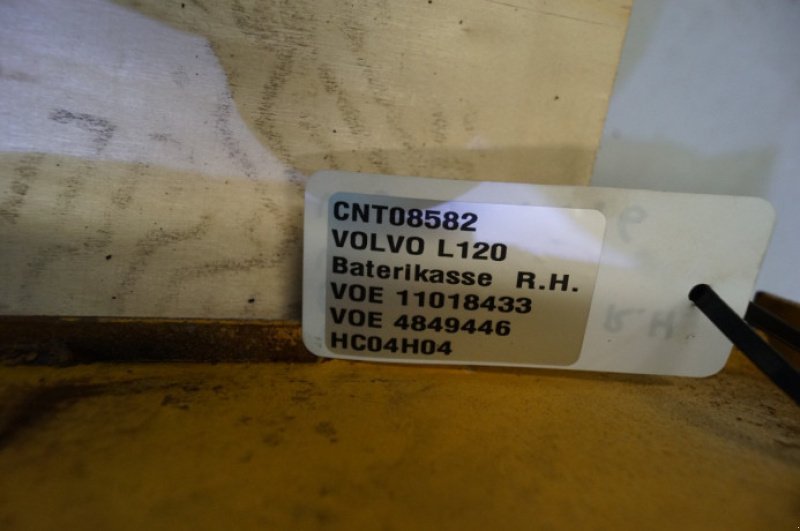 CNT08582
VOLVO L120
Baterikasse R.H.
VOE 11018433
VOE 4849446
HC04H04
R.H.